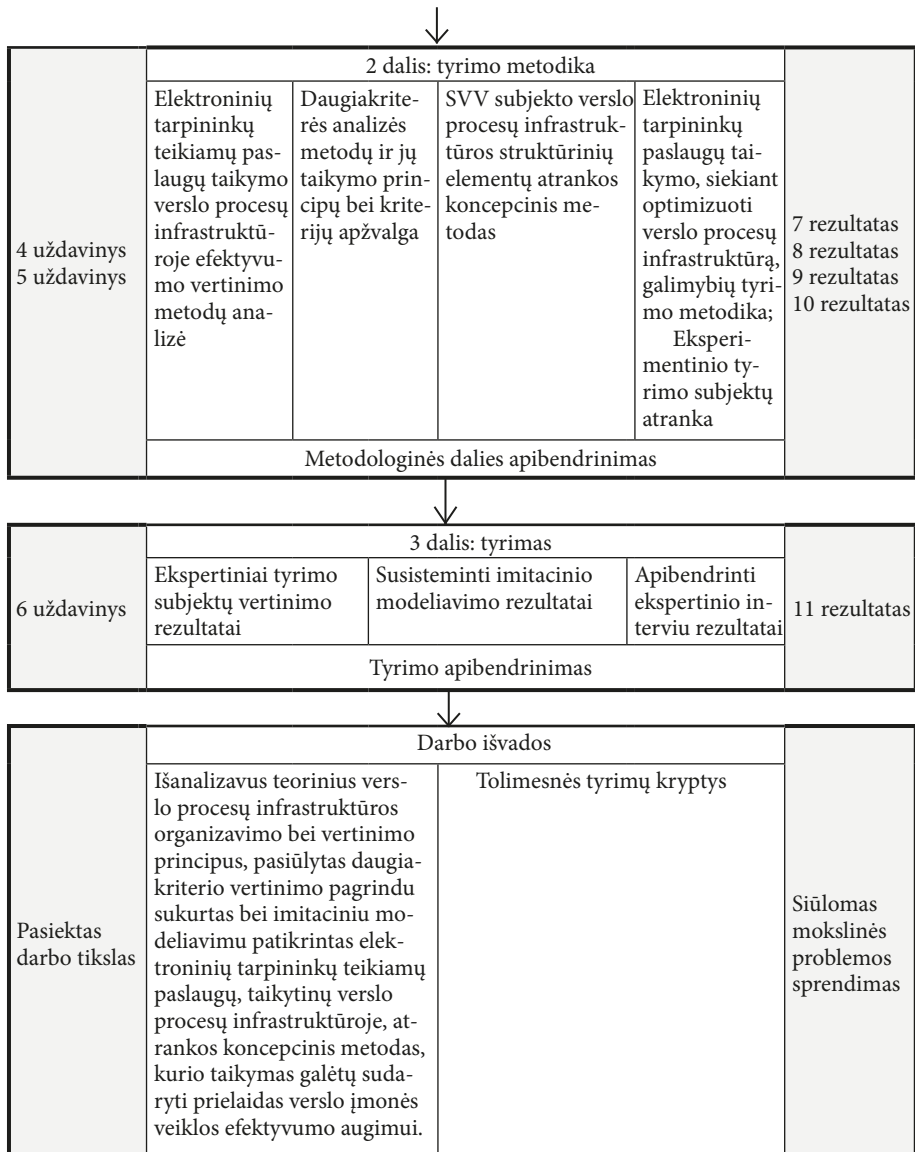 2 dalis: tyrimo metodika
4 uždavinys
5 uždavinys
Elektroninių
tarpininkų
teikiamų pas-
laugų taikymo
verslo procesų
infrastruktū-
roje efektyvu-
mo vertinimo
metodų ana-
lizė
Daugiakrite-
rės analizės
metodų ir jų
taikymo prin-
cipų bei krite-
rijų apžvalga
SVV subjekto verslo
procesų infrastruk-
tūros struktūrinių
elementų atrankos
koncepcinis me-
todas
Elektroninių
tarpininkų
paslaugų tai-
kymo, siekiant
optimizuoti
verslo procesų
infrastruktūrą,
galimybių tyri-
mo metodika;
Eksperi-
mentinio ty-
rimo subjektų
atranka
7 rezultatas
8 rezultatas
9 rezultatas
10 rezultatas
Metodologinės dalies apibendrinimas
3 dalis: tyrimas
6 uždavinys
Ekspertiniai tyrimo
subjektų vertinimo
rezultatai
Susisteminti imitacinio
modeliavimo rezultatai
Apibendrinti
ekspertinio in-
terviu rezultatai
11 rezultatas
Tyrimo apibendrinimas
Darbo išvados
Pasiektas
darbo tikslas
Išanalizavus teorinius vers-
lo procesų infrastruktūros
organizavimo bei vertinimo
principus, pasiūlytas daugia-
kriterio vertinimo pagrindu
sukurtas bei imitaciniu mo-
deliavimu patikrintas elek-
troninių tarpininkų teikiamų
paslaugų, taikytinų verslo
procesų infrastruktūroje, at-
rankos koncepcinis metodas,
kurio taikymas galėtų suda-
ryti prielaidas verslo įmonės
veiklos efektyvumo augimui.
Tolimesnės tyrimų kryptys
Siūlomas
mokslinės
problemos
sprendimas